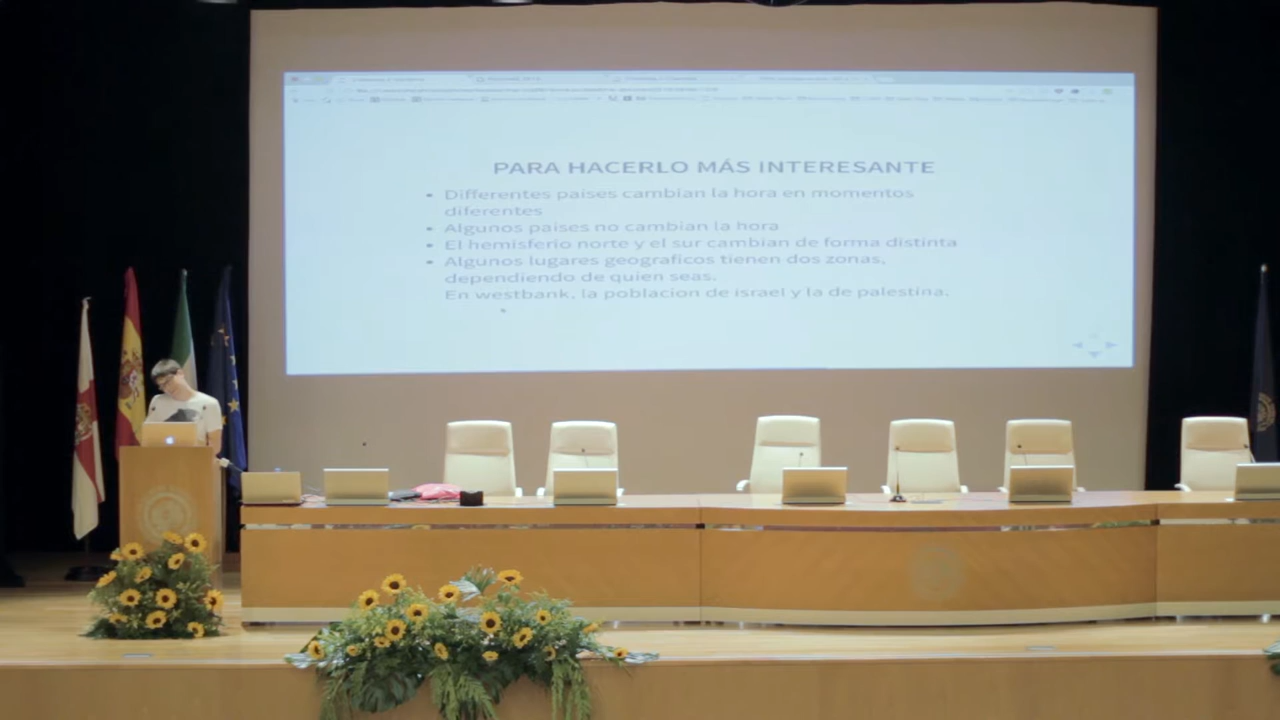 PARA HACERLO MÁS INTERESANTE
• Differentes paises cambian la hora en momentos
diferentes
• Algunos paises no cambian la hora
• El hemisferio norte y el sur cambian de forma distinta
• Algunos lugares geograficos tienen dos zonas,
dependiendo de quien seas.
En westbank, la poblacion de israel y la de palestina.